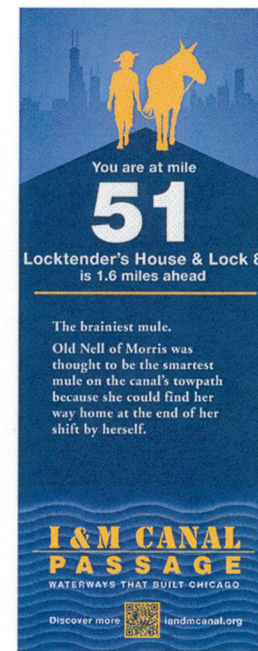 You are at mile
51
Locktender's House & Lock 8
is 1.6 miles ahead
The brainiest mule.
Old Nell of Morris was
thought to be the smartest
mule on the canal's towpath
because she could find her
way home at the end of her
shift by herself.
I & M CANAL
PASSAGE
WATERWAYS THAT BUILT CHICAGO
Discover more
iandmcanal.org